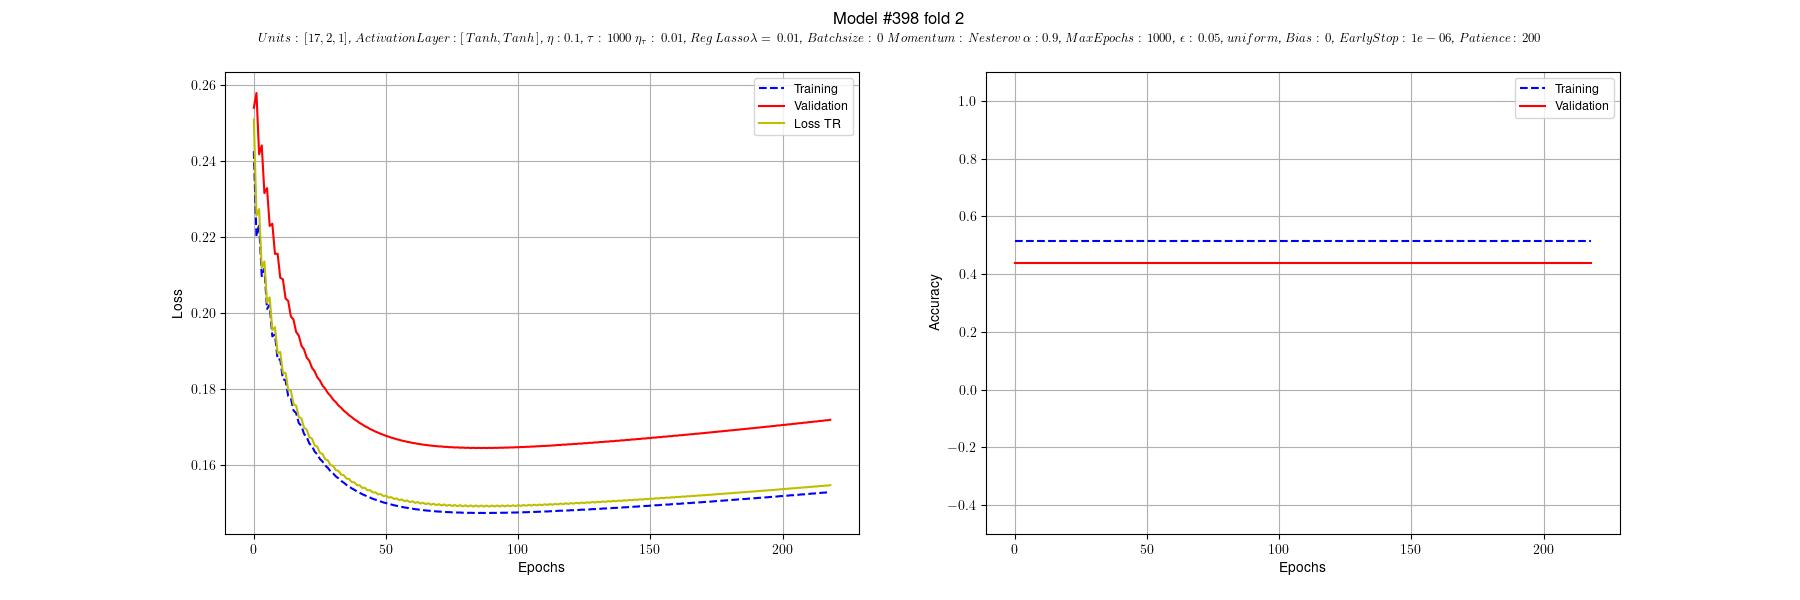 Model #398 fold 2
Units : [17, 2, 1], ActivationLayer : [Tanh, Tanh], η : 0.1, τ : 1000 ητ : 0.01, Reg Lassoλ = 0.01, Batchsize : 0 Momentum : Nesterov α : 0.9, MaxEpochs : 1000, ϵ : 0.05, uniform, Bias : 0, EarlyStop : 1e − 06, Patience : 200
0.26
0.24
0.22
0.20
0.18
0.16
Loss
0 50 100 150 200
Epochs
Training
Validation
Loss TR
1.0
0.8
0.6
0.4
0.2
0.0
−0.2
−0.4
Accuracy
0 50 100 150 200
Epochs
Training
Validation